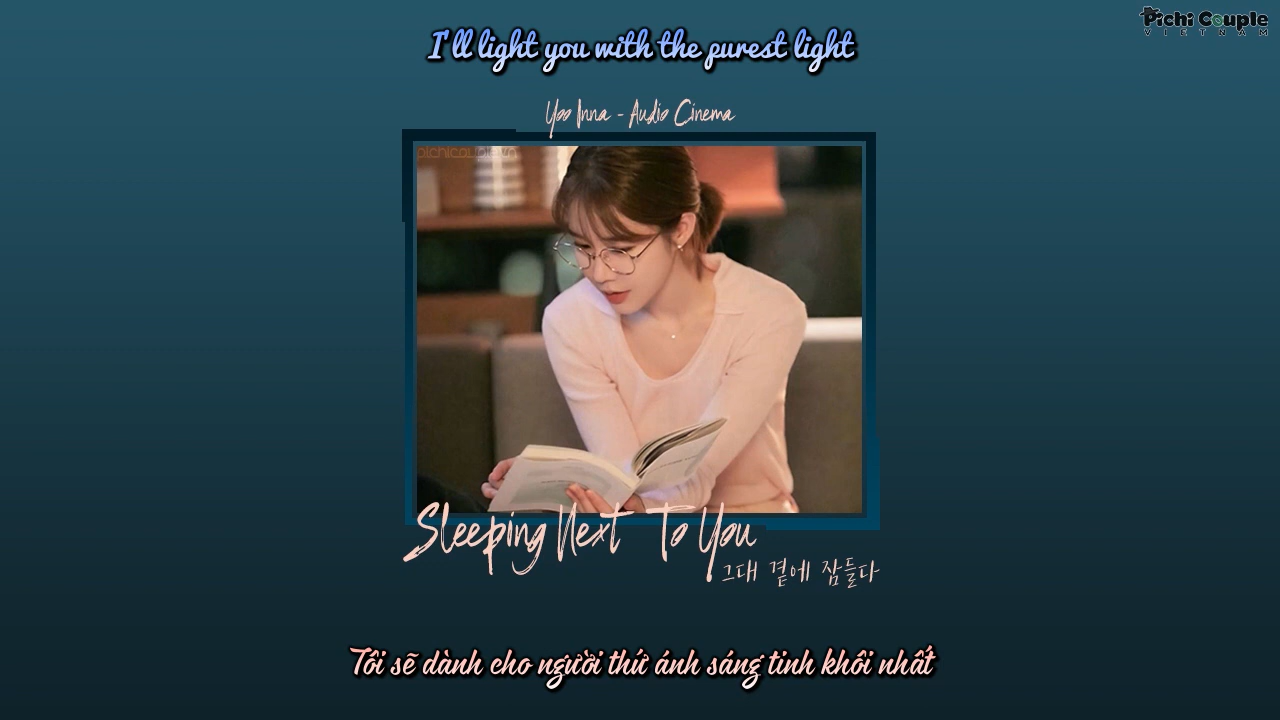 Pichi Couple
VIETNAM
I'll light you with the purest light
Yoo Inna - Audio Cinema
pichicouplevn
Sleeping Next To You
그대 곁에 잠들다
Tôi sẽ dành cho người thứ ánh sáng tinh khôi nhất